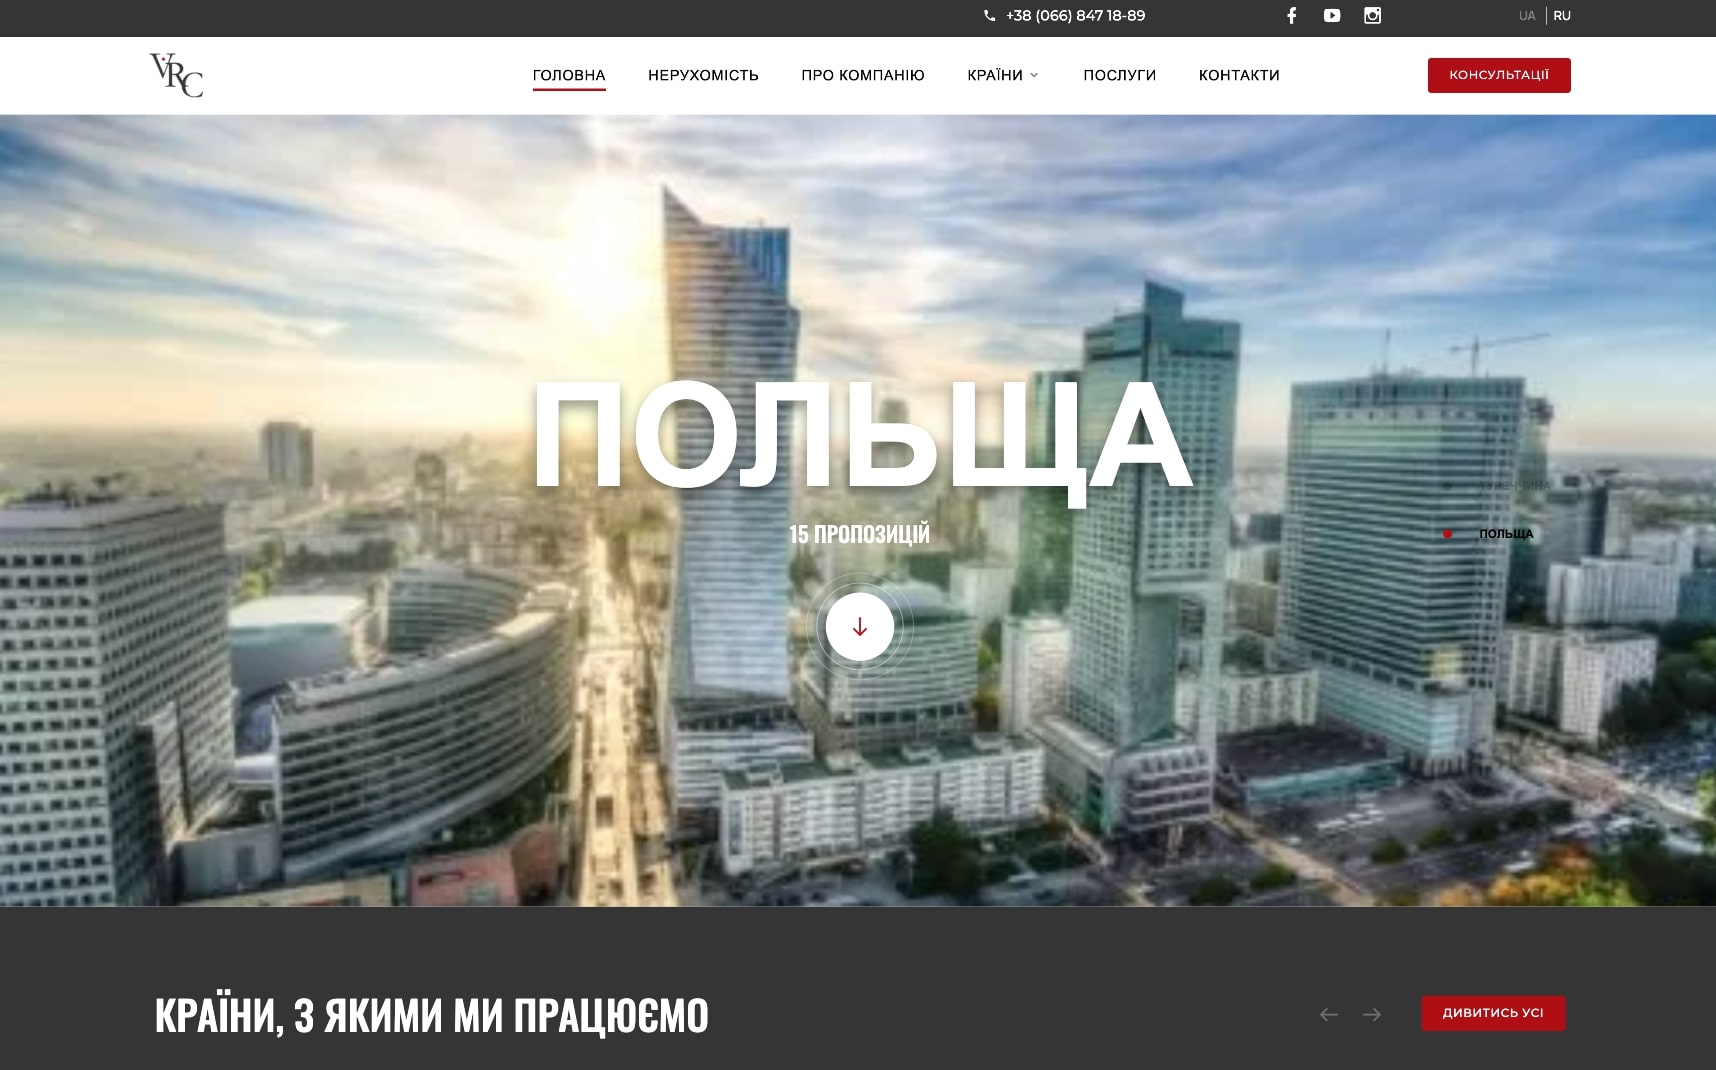 +38 (066) 847 18-89
UA | RU
VRC
ГОЛОВНА НЕРУХОМІСТЬ ПРО КОМПАНІЮ КРАЇНИ ПОСЛУГИ КОНТАКТИ
КОНСУЛЬТАЦІЇ
ПОЛЬЩА
ТУРЕЧЧИНА
15 ПРОПОЗИЦІЙ
ПОЛЬЩА
КРАЇНИ, З ЯКИМИ МИ ПРАЦЮЄМО
ДИВИТИСЬ УСІ